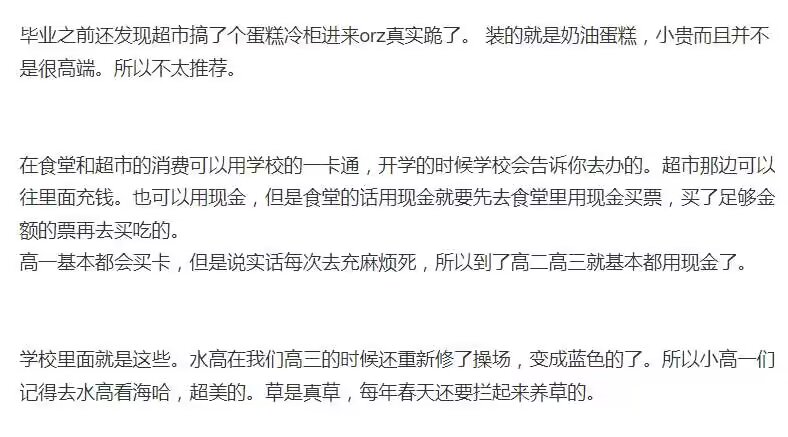 毕业之前还发现超市搞了个蛋糕冷柜进来orz真实跪了。 装的就是奶油蛋糕，小贵而且并不
是很高端。所以不太推荐。
在食堂和超市的消费可以用学校的一卡通，开学的时候学校会告诉你去办的。超市那边可以
往里面充钱。也可以用现金，但是食堂的话用现金就要先去食堂里用现金买票，买了足够金
额的票再去买吃的。
高一基本都会买卡，但是说实话每次去充麻烦死，所以到了高二高三就基本都用现金了。
学校里面就是这些。水高在我们高三的时候还重新修了操场，变成蓝色的了。所以小高一们
记得去水高看海哈，超美的。草是真草，每年春天还要拦起来养草的。